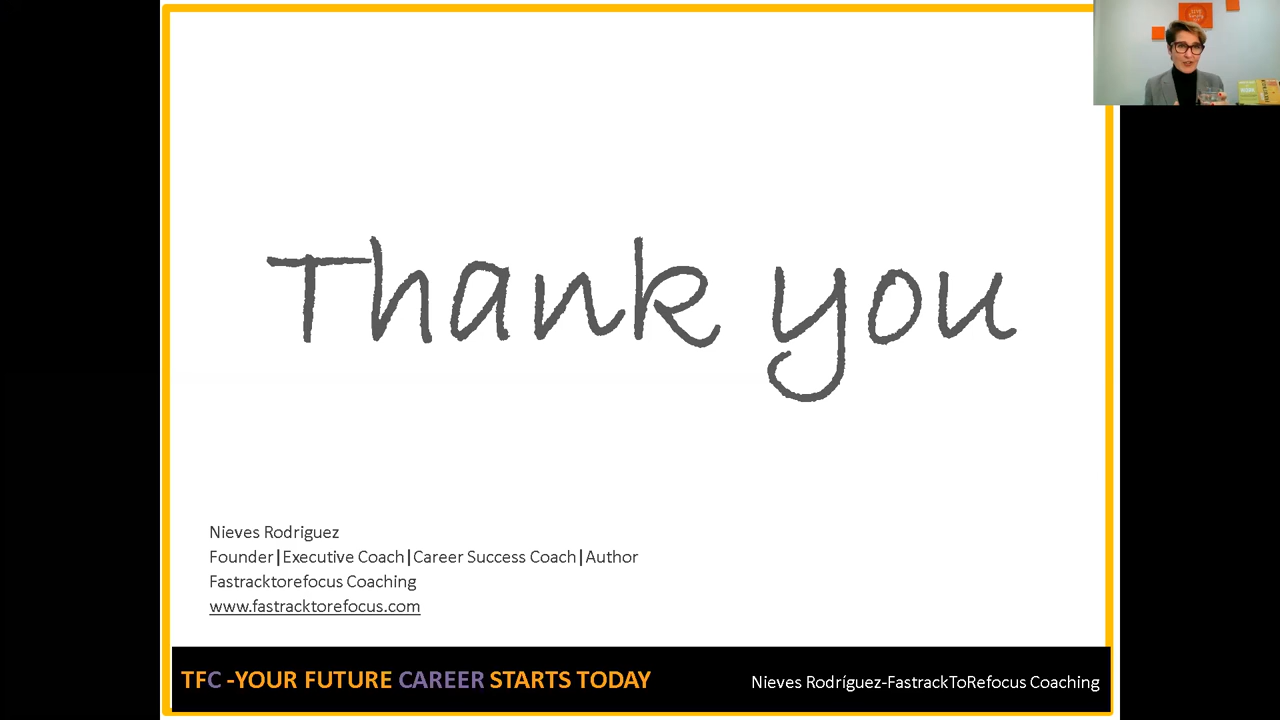 Thank you
Nieves Rodriguez
Founder|Executive Coach|Career Success Coach|Author
Fastracktorefocus Coaching
www.fastracktorefocus.com
TFC -YOUR FUTURE CAREER STARTS TODAY
Nieves Rodríguez-FastrackToRefocus Coaching